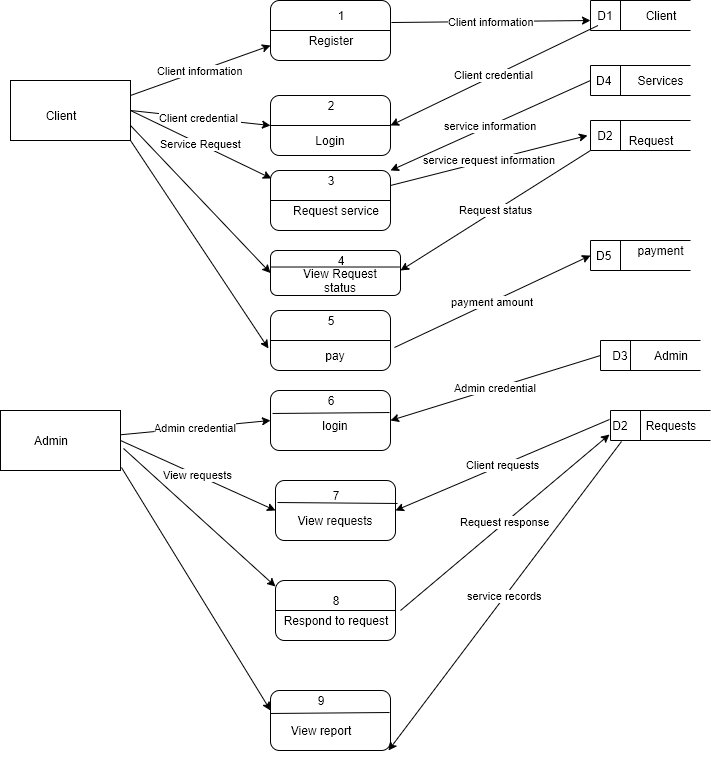 1
Register
Client information
D1
Client
Client information
Client credential
2
Login
Client credential
Client
Service Request
D4
Services
service information
D2
Request
service request information
3
Request service
Request status
4
View Request
status
D5
payment
5
pay
payment amount
D3
Admin
Admin credential
6
login
Admin credential
Admin
D2
Requests
View requests
Client requests
7
View requests
Request response
8
Respond to request
service records
9
View report